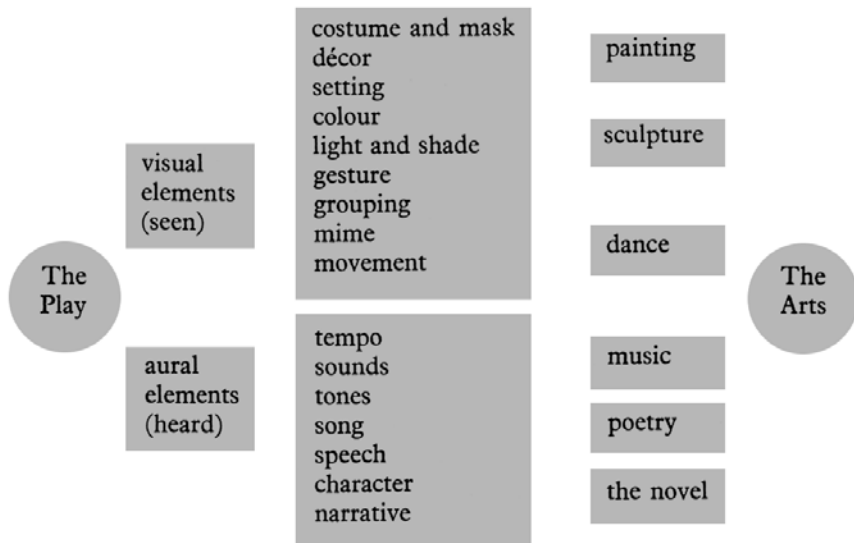 The
Play
visual
elements
(seen)
aural
elements
(heard)
costume and mask
décor
setting
colour
light and shade
gesture
grouping
mime
movement
tempo
sounds
tones
song
speech
character
narrative
painting
sculpture
dance
music
poetry
the novel
The
Arts